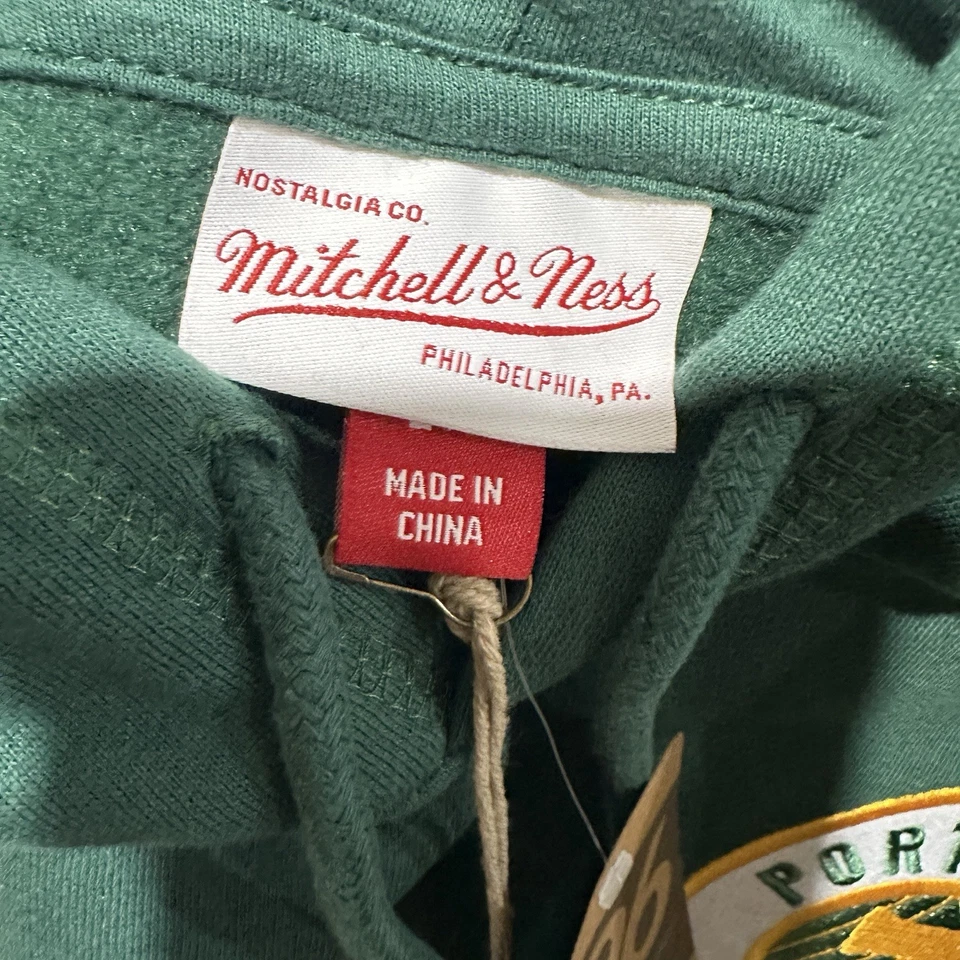 NOSTALGIA CO.
Mitchell & Ness
PHILADELPHIA, PA.
MADE IN
CHINA